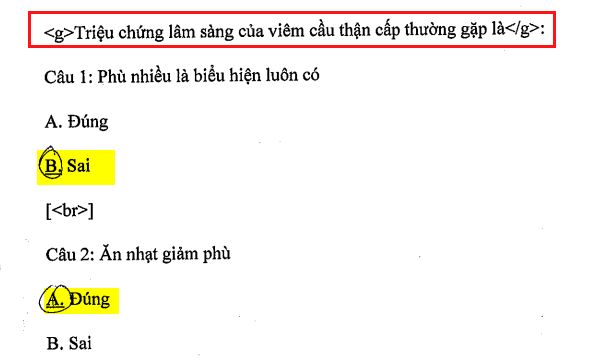 <g>Triệu chứng lâm sàng của viêm cầu thận cấp thường gặp là</g>:
Câu 1: Phù nhiều là biểu hiện luôn có
A. Đúng
B. Sai
[<br>]
Câu 2: Ăn nhạt giảm phù
A. Đúng
B. Sai